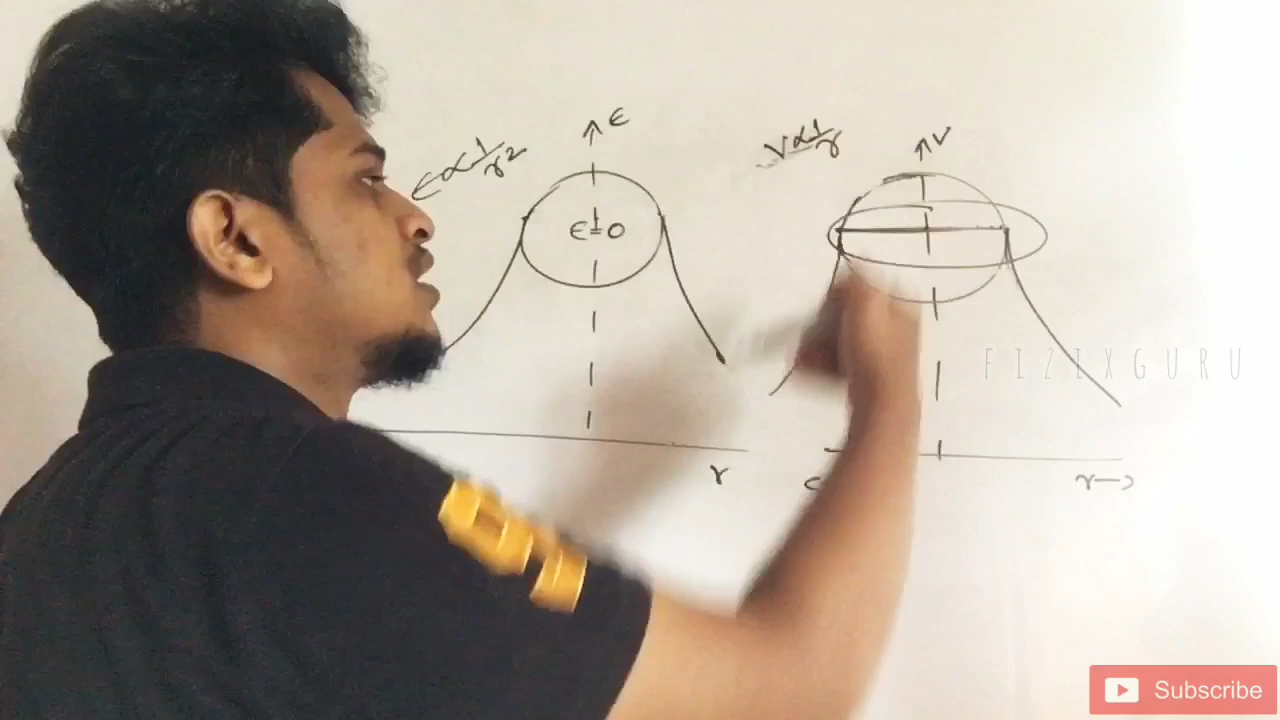 E
E ∝ 1/r²
E=0
r
V ∝ 1/r
V
r→
FIZIXGURU
Subscribe